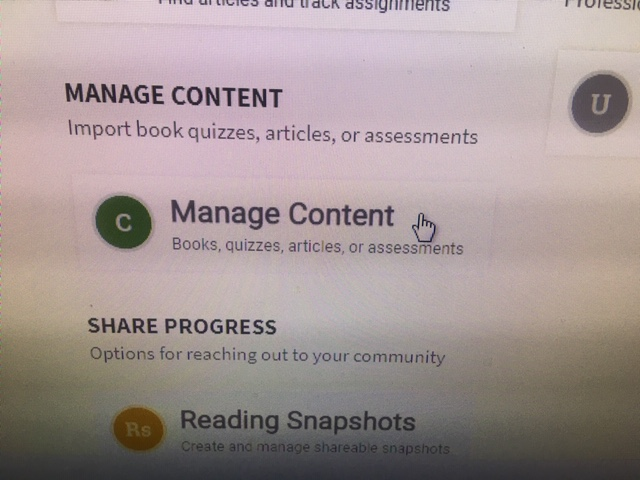 Find articles and track assignments
MANAGE CONTENT
Import book quizzes, articles, or assessments
U
C
Manage Content
Books, quizzes, articles, or assessments
SHARE PROGRESS
Options for reaching out to your community
Rs
Reading Snapshots
Create and manage shareable snapshots